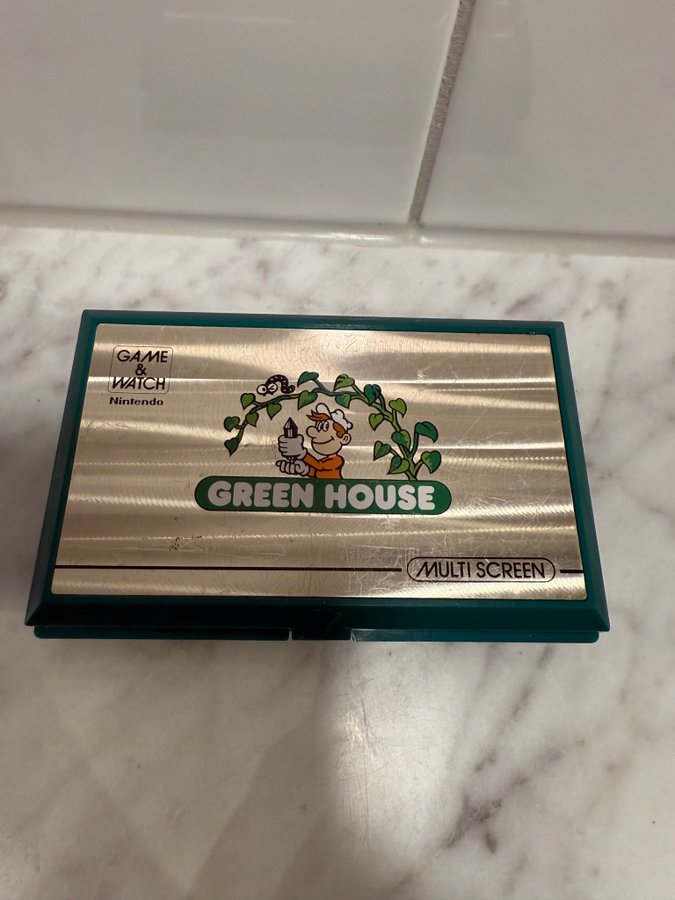 GAME
&
WATCH
Nintendo
GREEN HOUSE
MULTI SCREEN